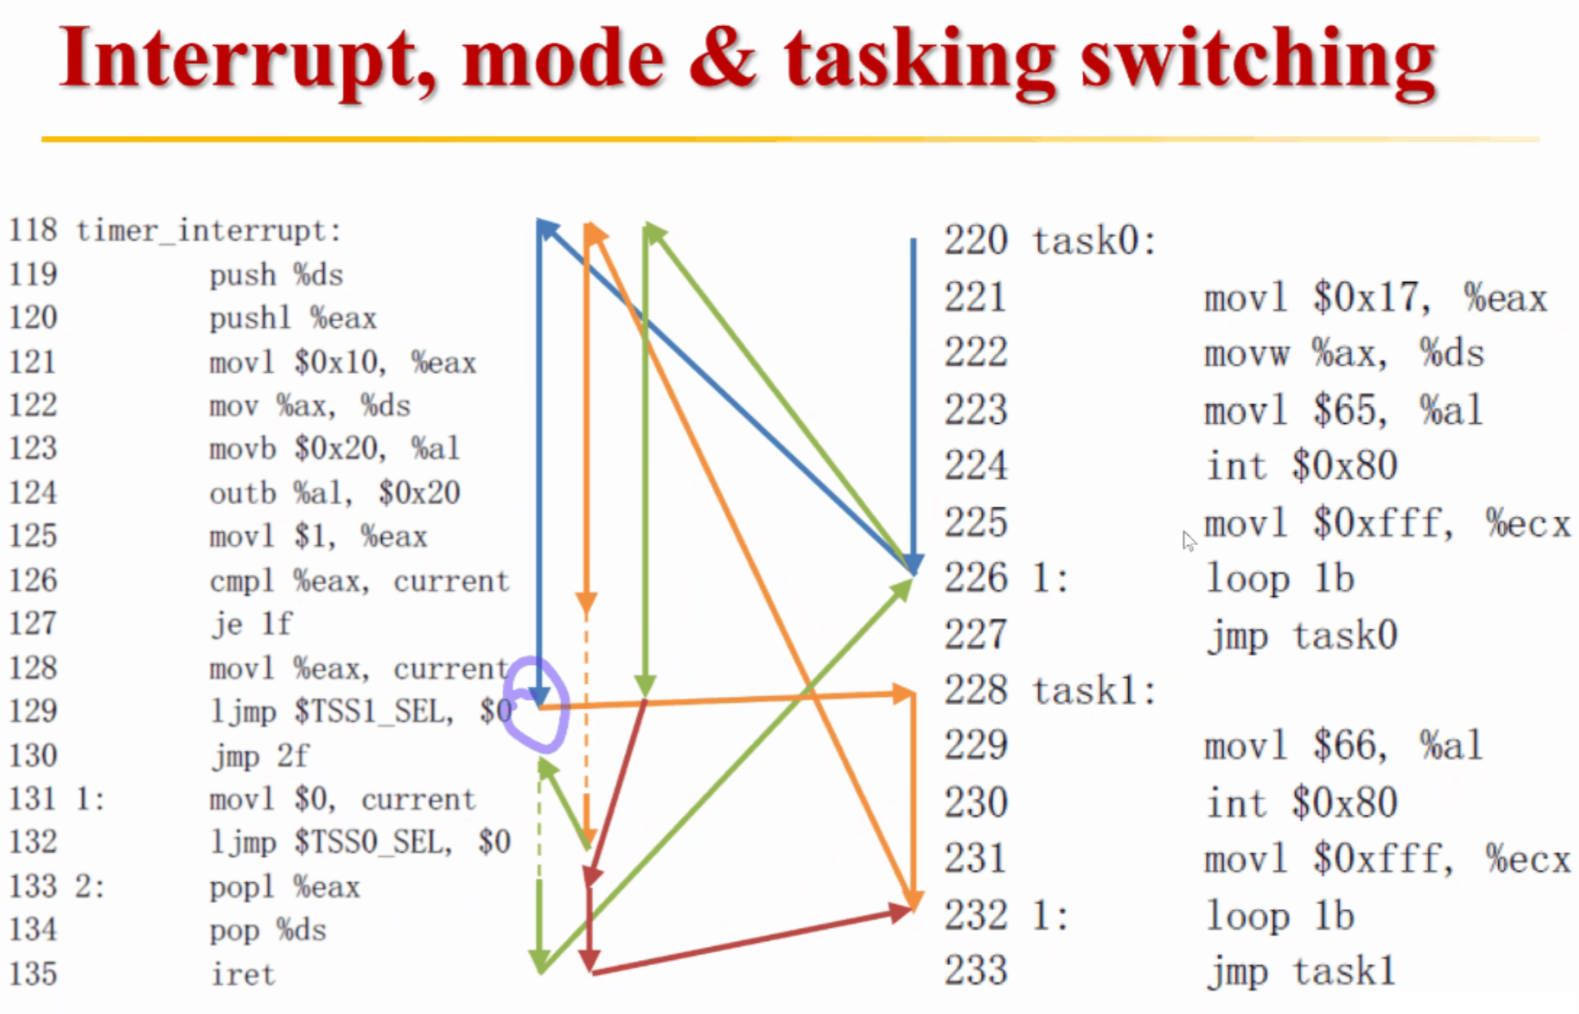 Interrupt, mode & tasking switching
118 timer_interrupt:
119 push %ds
120 pushl %eax
121 movl $0x10, %eax
122 mov %ax, %ds
123 movb $0x20, %al
124 outb %al, $0x20
125 movl $1, %eax
126 cmpl %eax, current
127 je 1f
128 movl %eax, current
129 ljmp $TSS1_SEL, $0
130 jmp 2f
131 1: movl $0, current
132 ljmp $TSS0_SEL, $0
133 2: popl %eax
134 pop %ds
135 iret
220 task0:
221 movl $0x17, %eax
222 movw %ax, %ds
223 movl $65, %al
224 int $0x80
225 movl $0xfff, %ecx
226 1: loop 1b
227 jmp task0
228 task1:
229 movl $66, %al
230 int $0x80
231 movl $0xfff, %ecx
232 1: loop 1b
233 jmp task1